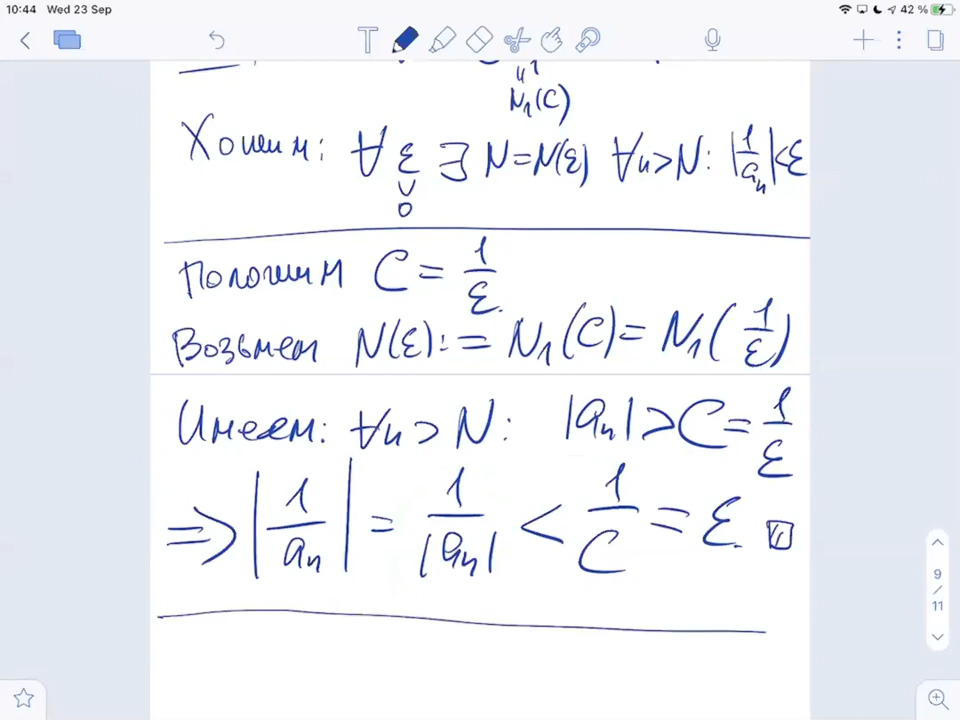 10:44 Wed 23 Sep
42 %
T
N₁(C)
Хотим: ∀ ε ∃ N=N(ε) ∀n>N: |1/aₙ|<ε
∨
0
Положим C = 1/ε.
Возьмем N(ε):= N₁(C)= N₁(1/ε)
Имеем: ∀n > N: |aₙ|>C= 1/ε
⇒ |1/aₙ| = 1/|aₙ| < 1/C = ε.
9
/
11